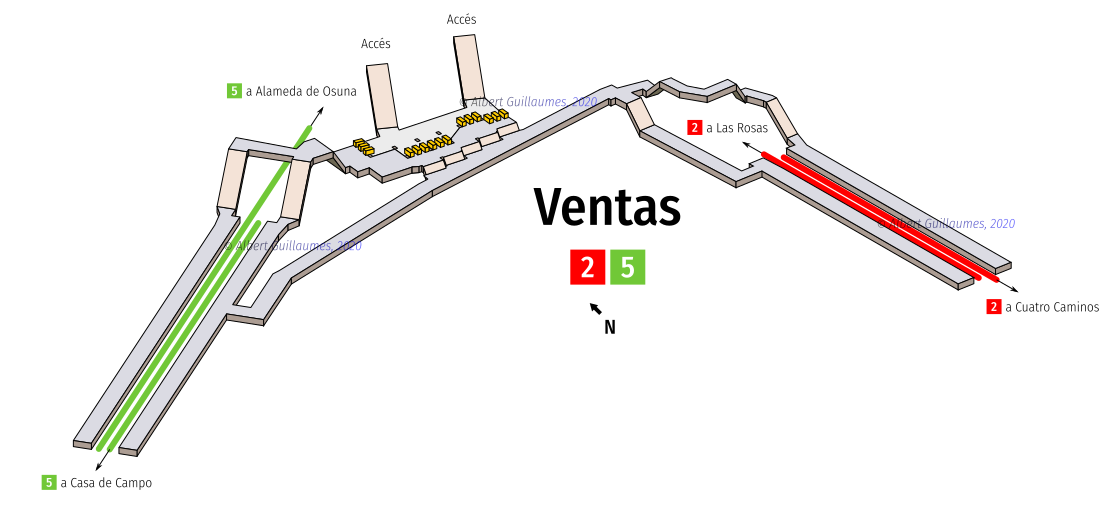 Accés
Accés
5 a Alameda de Osuna
© Albert Guillaumes, 2020
2 a Las Rosas
Ventas
© Albert Guillaumes, 2020
© Albert Guillaumes, 2020
2 5
2 a Cuatro Caminos
N
5 a Casa de Campo